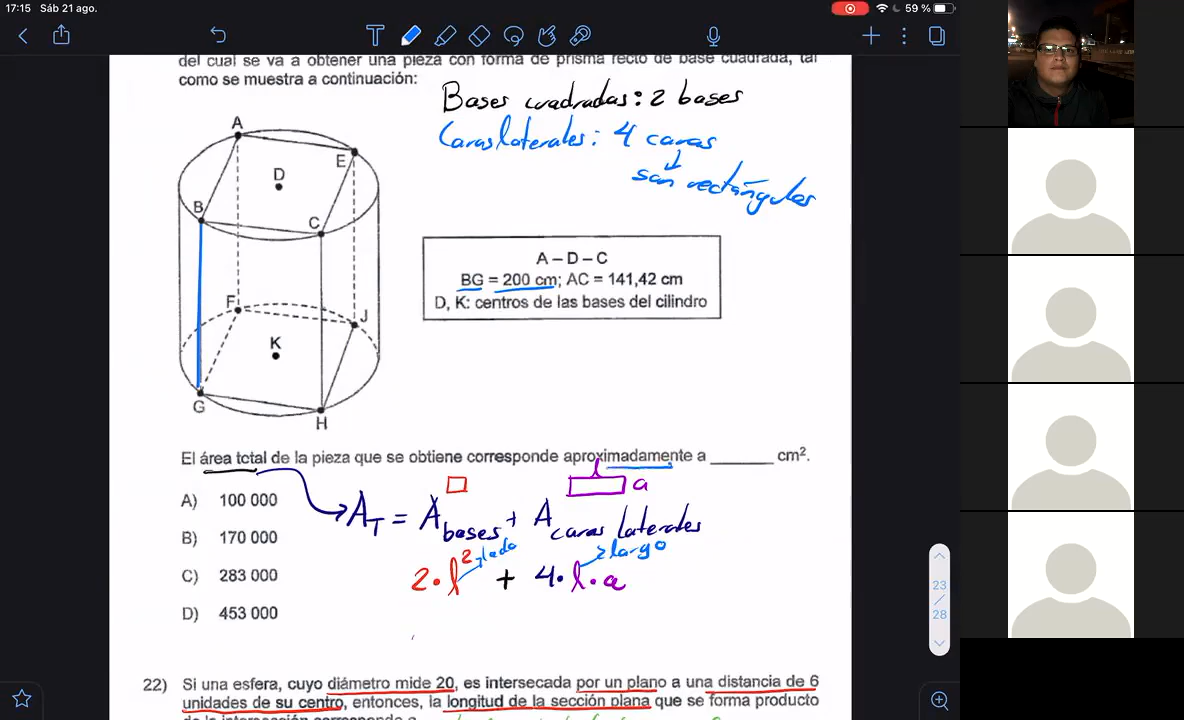 17:15 Sáb 21 ago.
59 %
del cual se va a obtener una pieza con forma de prisma recto de base cuadrada, tal
como se muestra a continuación:
Bases cuadradas: 2 bases
Caras laterales: 4 caras
son rectángulos
A
E
D
B
C
F
J
K
G
H
A – D – C
BG = 200 cm; AC = 141,42 cm
D, K: centros de las bases del cilindro
El área total de la pieza que se obtiene corresponde aproximadamente a _______ cm².
A) 100 000
B) 170 000
C) 283 000
D) 453 000
l
a
A_T = A bases + A caras laterales
lado
largo
2 · l² + 4 · l · a
23
/
28
22) Si una esfera, cuyo diámetro mide 20, es intersecada por un plano a una distancia de 6
unidades de su centro, entonces, la longitud de la sección plana que se forma producto